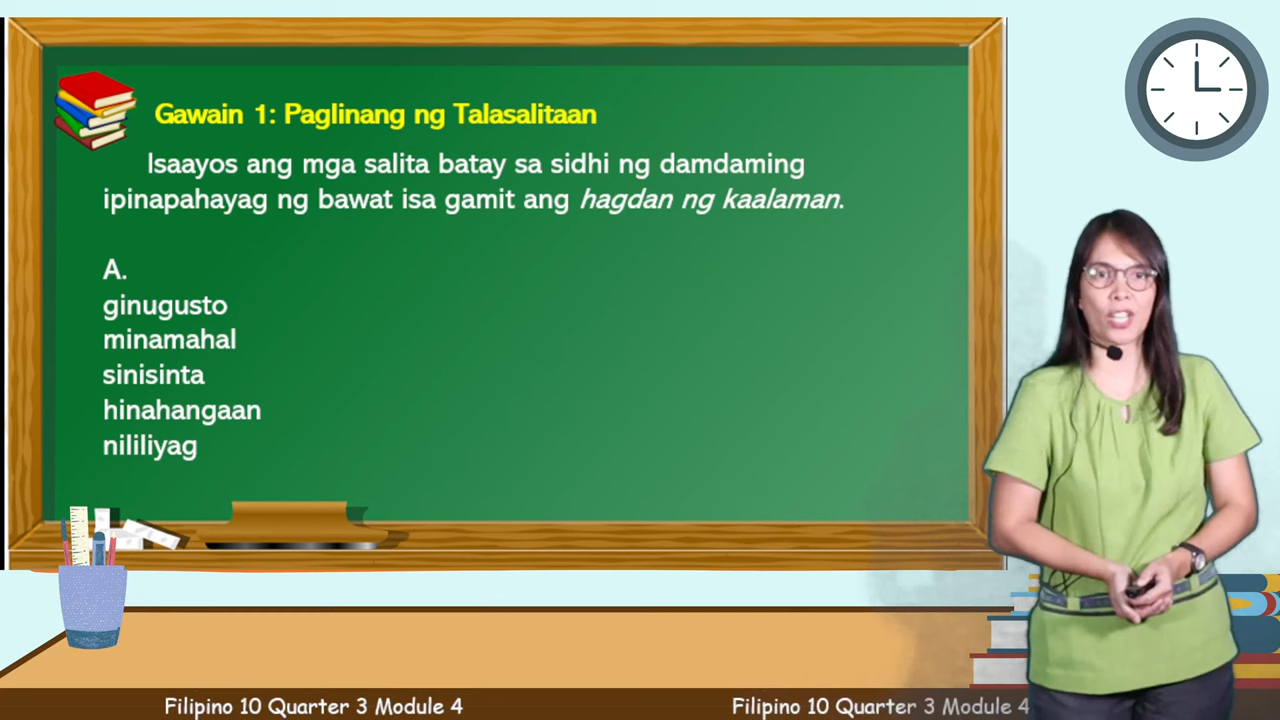 Gawain 1: Paglinang ng Talasalitaan
Isaayos ang mga salita batay sa sidhi ng damdaming
ipinapahayag ng bawat isa gamit ang hagdan ng kaalaman.
A.
ginugusto
minamahal
sinisinta
hinahangaan
nililiyag
Filipino 10 Quarter 3 Module 4
Filipino 10 Quarter 3 Module 4